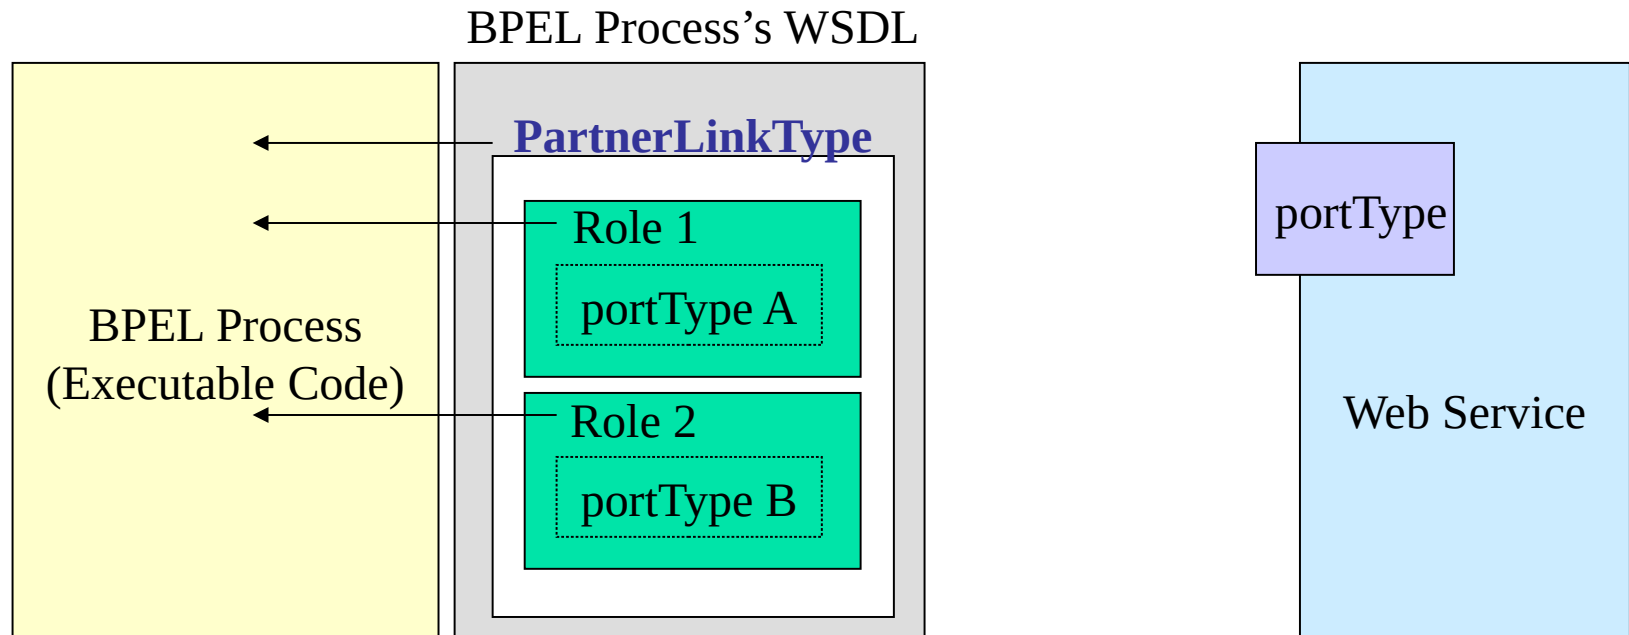 BPEL Process’s WSDL
PartnerLinkType
Role 1
portType A
Role 2
portType B
BPEL Process
(Executable Code)
portType
Web Service